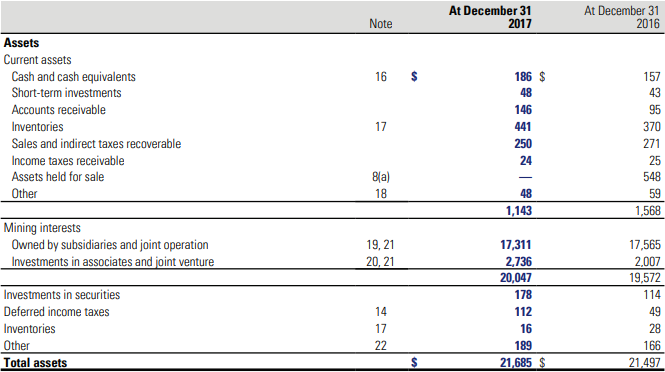 At December 31 At December 31
Note 2017 2016
Assets
Current assets
Cash and cash equivalents 16 $ 186 $ 157
Short-term investments 48 43
Accounts receivable 146 95
Inventories 17 441 370
Sales and indirect taxes recoverable 250 271
Income taxes receivable 24 25
Assets held for sale 8(a) — 548
Other 18 48 59
1,143 1,568
Mining interests
Owned by subsidiaries and joint operation 19, 21 17,311 17,565
Investments in associates and joint venture 20, 21 2,736 2,007
20,047 19,572
Investments in securities 178 114
Deferred income taxes 14 112 49
Inventories 17 16 28
Other 22 189 166
Total assets $ 21,685 $ 21,497